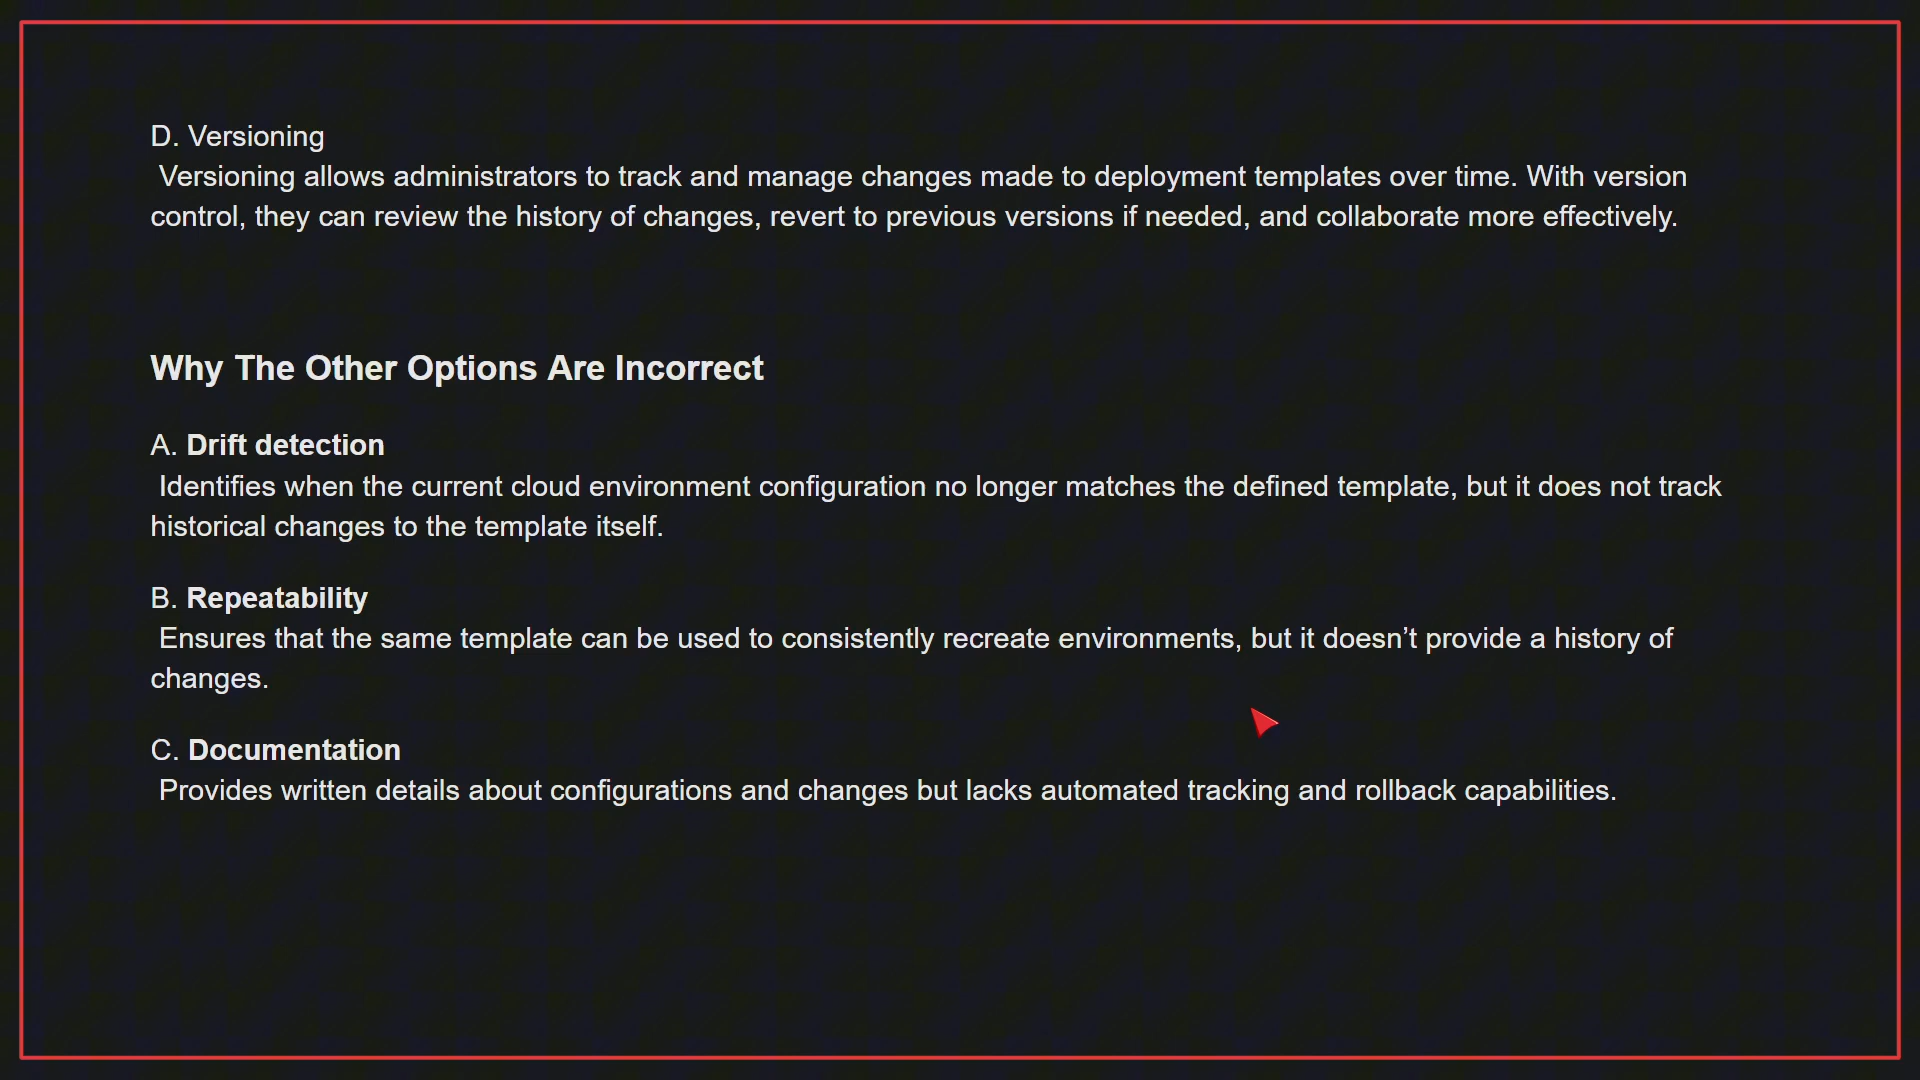 D. Versioning
Versioning allows administrators to track and manage changes made to deployment templates over time. With version
control, they can review the history of changes, revert to previous versions if needed, and collaborate more effectively.
Why The Other Options Are Incorrect
A. Drift detection
Identifies when the current cloud environment configuration no longer matches the defined template, but it does not track
historical changes to the template itself.
B. Repeatability
Ensures that the same template can be used to consistently recreate environments, but it doesn’t provide a history of
changes.
C. Documentation
Provides written details about configurations and changes but lacks automated tracking and rollback capabilities.